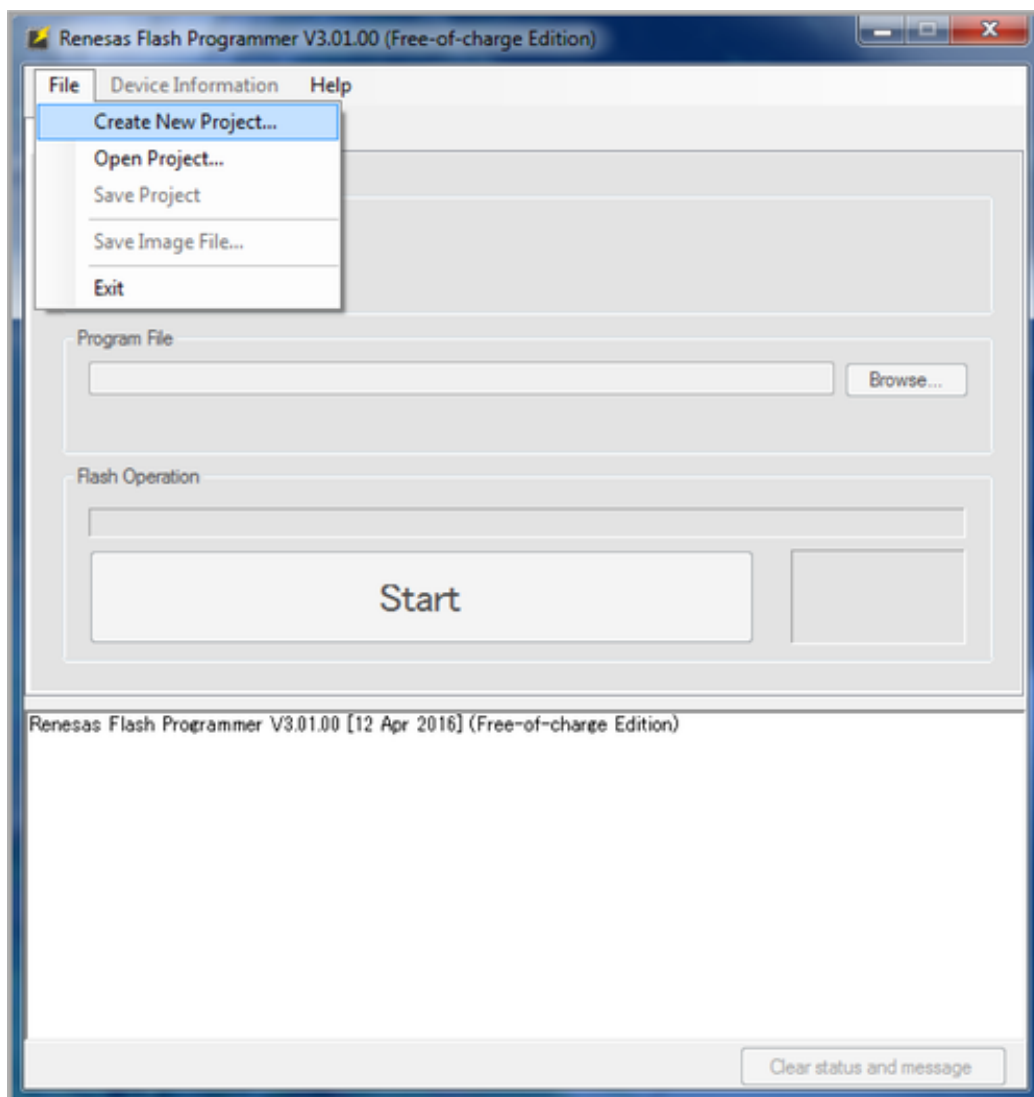 Renesas Flash Programmer V3.01.00 (Free-of-charge Edition)
File Device Information Help
Create New Project...
Open Project...
Save Project
Save Image File...
Exit
Program File
Browse...
Flash Operation
Start
Renesas Flash Programmer V3.01.00 [12 Apr 2016] (Free-of-charge Edition)
Clear status and message